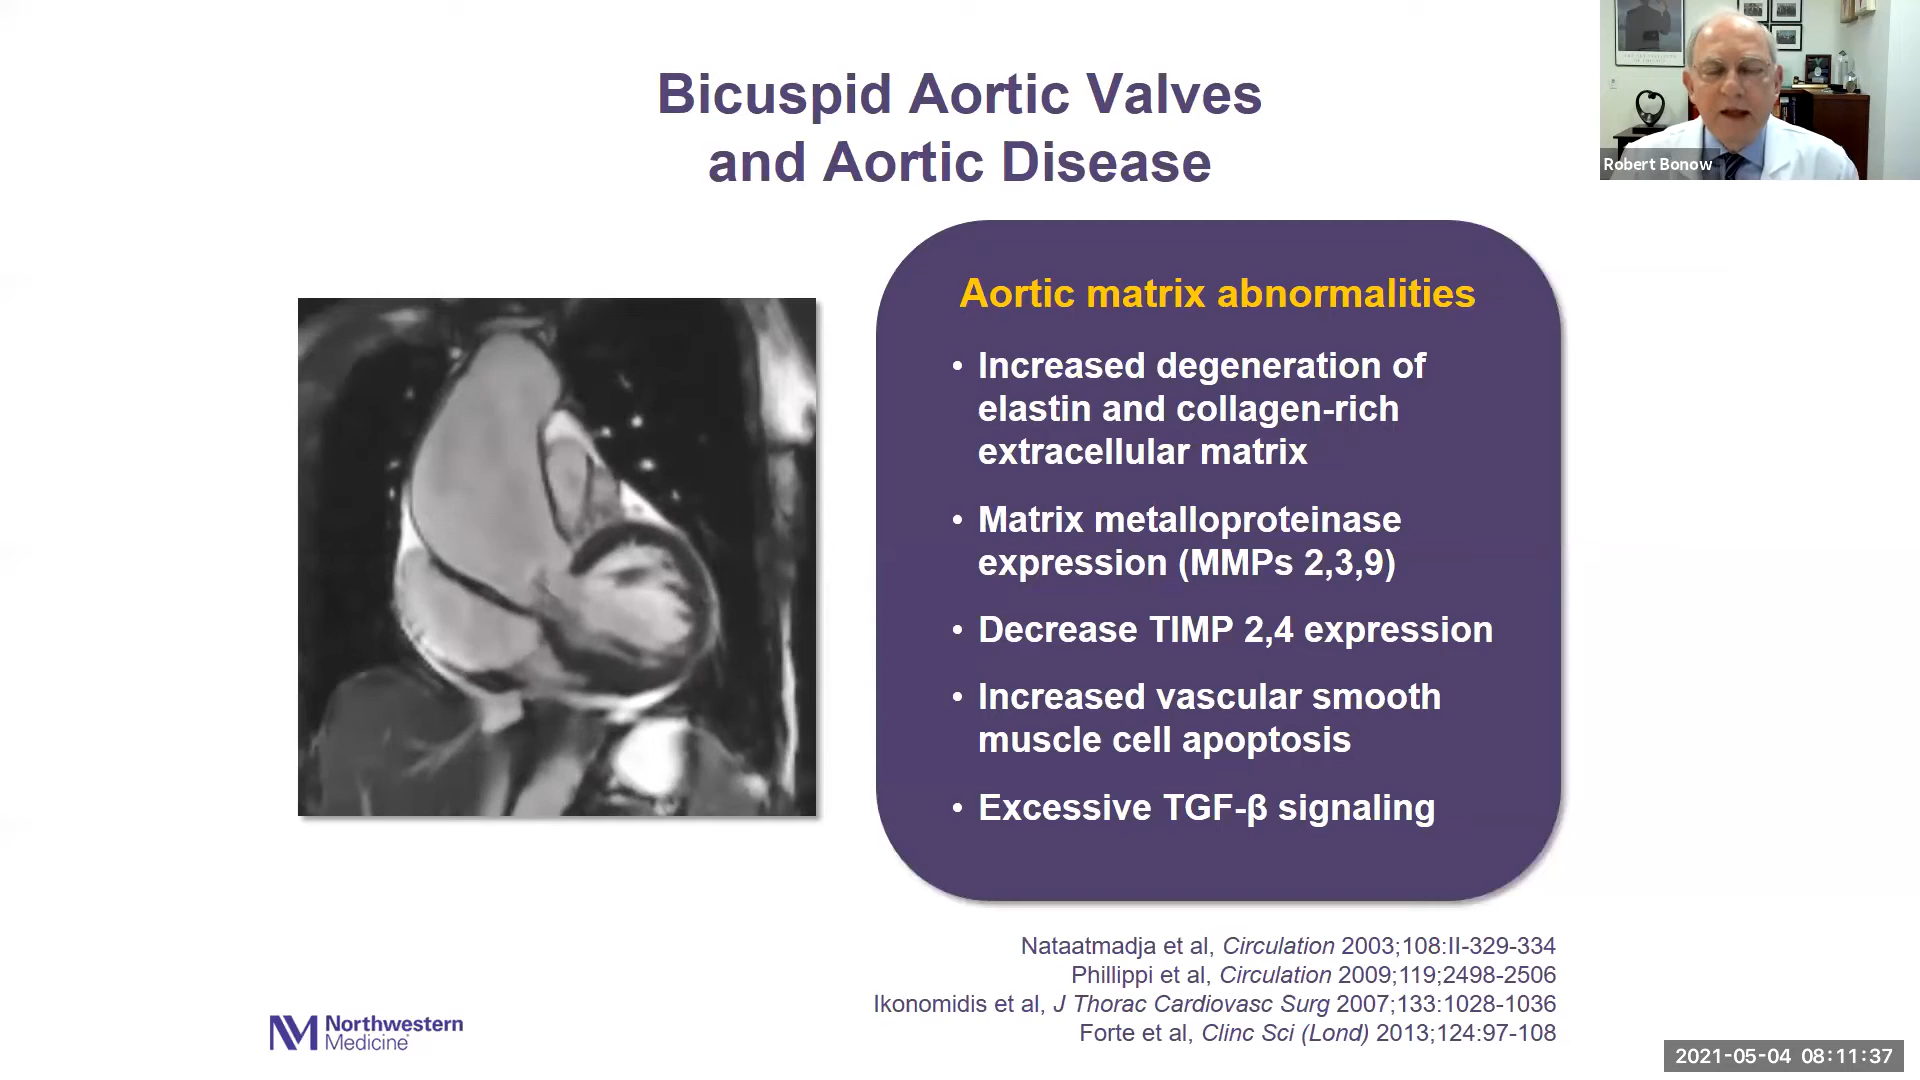 Bicuspid Aortic Valves
and Aortic Disease
Robert Bonow
Aortic matrix abnormalities
• Increased degeneration of
elastin and collagen-rich
extracellular matrix
• Matrix metalloproteinase
expression (MMPs 2,3,9)
• Decrease TIMP 2,4 expression
• Increased vascular smooth
muscle cell apoptosis
• Excessive TGF-β signaling
Nataatmadja et al, Circulation 2003;108:II-329-334
Phillippi et al, Circulation 2009;119;2498-2506
Ikonomidis et al, J Thorac Cardiovasc Surg 2007;133:1028-1036
Forte et al, Clinc Sci (Lond) 2013;124:97-108
Northwestern
Medicine
2021-05-04 08:11:37